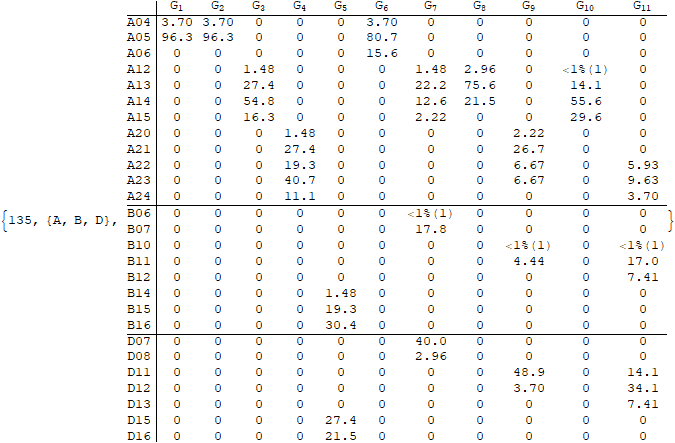 G1 G2 G3 G4 G5 G6 G7 G8 G9 G10 G11
A04 3.70 3.70 0 0 0 3.70 0 0 0 0 0
A05 96.3 96.3 0 0 0 80.7 0 0 0 0 0
A06 0 0 0 0 0 15.6 0 0 0 0 0
A12 0 0 1.48 0 0 0 1.48 2.96 0 <1%(1) 0
A13 0 0 27.4 0 0 0 22.2 75.6 0 14.1 0
A14 0 0 54.8 0 0 0 12.6 21.5 0 55.6 0
A15 0 0 16.3 0 0 0 2.22 0 0 29.6 0
A20 0 0 0 1.48 0 0 0 0 2.22 0 0
A21 0 0 0 27.4 0 0 0 0 26.7 0 0
A22 0 0 0 19.3 0 0 0 0 6.67 0 5.93
A23 0 0 0 40.7 0 0 0 0 6.67 0 9.63
A24 0 0 0 11.1 0 0 0 0 0 0 3.70
{135, {A, B, D}, B06 0 0 0 0 0 0 <1%(1) 0 0 0 0 }
B07 0 0 0 0 0 0 17.8 0 0 0 0
B10 0 0 0 0 0 0 0 0 <1%(1) 0 <1%(1)
B11 0 0 0 0 0 0 0 0 4.44 0 17.0
B12 0 0 0 0 0 0 0 0 0 0 7.41
B14 0 0 0 0 1.48 0 0 0 0 0 0
B15 0 0 0 0 19.3 0 0 0 0 0 0
B16 0 0 0 0 30.4 0 0 0 0 0 0
D07 0 0 0 0 0 0 40.0 0 0 0 0
D08 0 0 0 0 0 0 2.96 0 0 0 0
D11 0 0 0 0 0 0 0 0 48.9 0 14.1
D12 0 0 0 0 0 0 0 0 3.70 0 34.1
D13 0 0 0 0 0 0 0 0 0 0 7.41
D15 0 0 0 0 27.4 0 0 0 0 0 0
D16 0 0 0 0 21.5 0 0 0 0 0 0